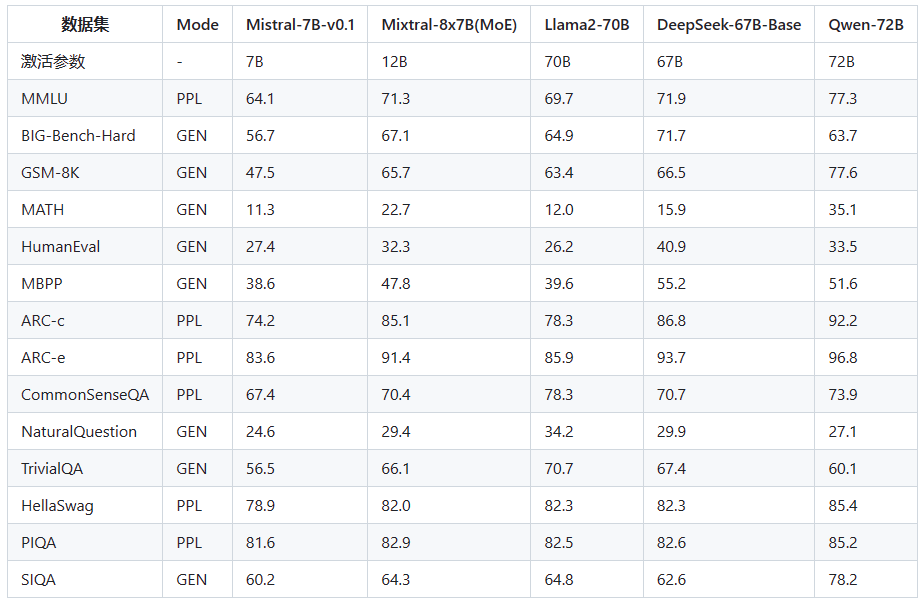 数据集 Mode Mistral-7B-v0.1 Mixtral-8x7B(MoE) Llama2-70B DeepSeek-67B-Base Qwen-72B
激活参数 - 7B 12B 70B 67B 72B
MMLU PPL 64.1 71.3 69.7 71.9 77.3
BIG-Bench-Hard GEN 56.7 67.1 64.9 71.7 63.7
GSM-8K GEN 47.5 65.7 63.4 66.5 77.6
MATH GEN 11.3 22.7 12.0 15.9 35.1
HumanEval GEN 27.4 32.3 26.2 40.9 33.5
MBPP GEN 38.6 47.8 39.6 55.2 51.6
ARC-c PPL 74.2 85.1 78.3 86.8 92.2
ARC-e PPL 83.6 91.4 85.9 93.7 96.8
CommonSenseQA PPL 67.4 70.4 78.3 70.7 73.9
NaturalQuestion GEN 24.6 29.4 34.2 29.9 27.1
TrivialQA GEN 56.5 66.1 70.7 67.4 60.1
HellaSwag PPL 78.9 82.0 82.3 82.3 85.4
PIQA PPL 81.6 82.9 82.5 82.6 85.2
SIQA GEN 60.2 64.3 64.8 62.6 78.2